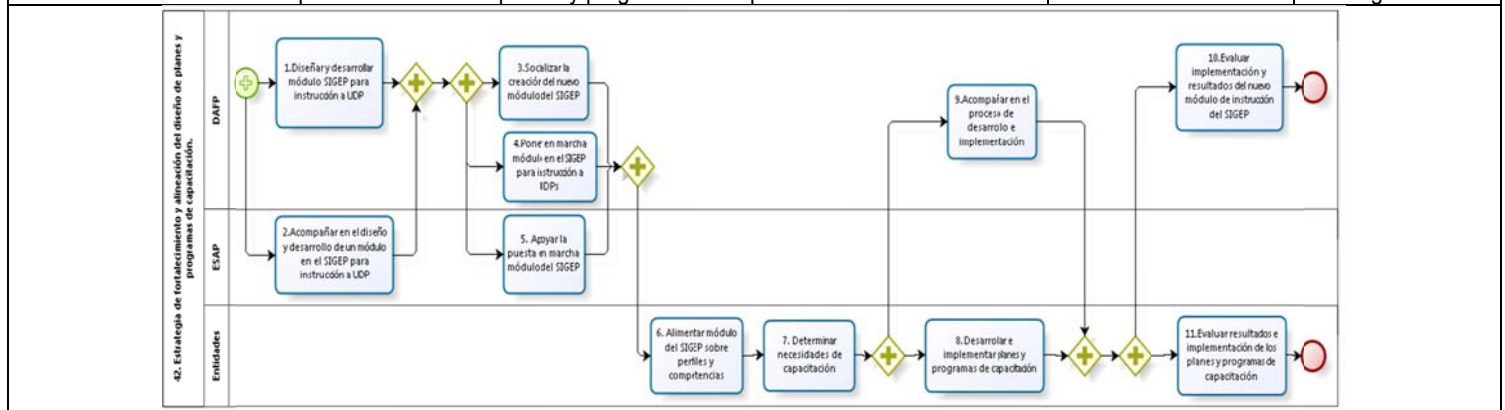 42. Estrategia de fortalecimiento y alineación del diseño de planes y
programas de capacitación.
DAFP
1.Diseñar y desarrollar
módulo SIGEP para
instrucción a UDP
3.Socializar la
creación del nuevo
módulo del SIGEP
4.Poner en marcha
módulo en el SIGEP
para instrucción a
UDPs
9.Acompañar en el
proceso de
desarrollo e
implementación
10.Evaluar
implementación y
resultados del nuevo
módulo de instrucción
del SIGEP
ESAP
2.Acompañar en el diseño
y desarrollo de un módulo
en el SIGEP para
instrucción a UDP
5. Apoyar la
puesta en marcha
módulo del SIGEP
Entidades
6. Alimentar módulo
del SIGEP sobre
perfiles y
competencias
7. Determinar
necesidades de
capacitación
8. Desarrollar e
implementar planes y
programas de capacitación
11.Evaluar resultados e
implementación de los
planes y programas de
capacitación